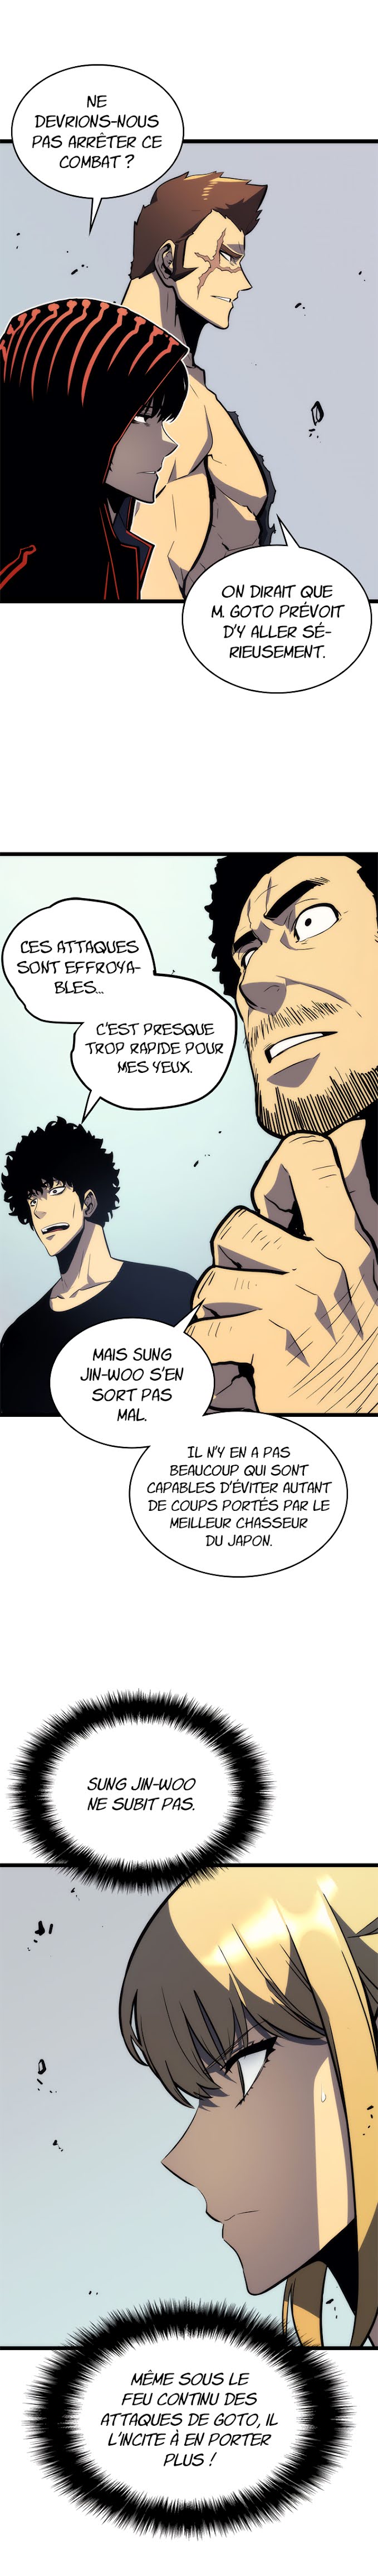 NE
DEVRIONS-NOUS
PAS ARRÊTER CE
COMBAT ?
ON DIRAIT QUE
M. GOTO PRÉVOIT
D'Y ALLER SÉ-
RIEUSEMENT.
CES ATTAQUES
SONT EFFROYA-
BLES...
C'EST PRESQUE
TROP RAPIDE POUR
MES YEUX.
MAIS SUNG
JIN-WOO S'EN
SORT PAS
MAL.
IL N'Y EN A PAS
BEAUCOUP QUI SONT
CAPABLES D'ÉVITER AUTANT
DE COUPS PORTÉS PAR LE
MEILLEUR CHASSEUR
DU JAPON.
SUNG JIN-WOO
NE SUBIT PAS.
MÊME SOUS LE
FEU CONTINU DES
ATTAQUES DE GOTO, IL
L'INCITE À EN PORTER
PLUS !